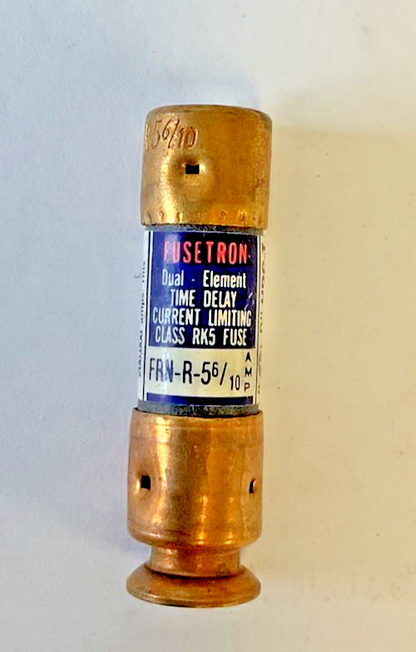 5 6/10
FUSETRON
Dual - Element
TIME DELAY
CURRENT LIMITING
CLASS RK5 FUSE
FRN-R-5 6/10 AMP